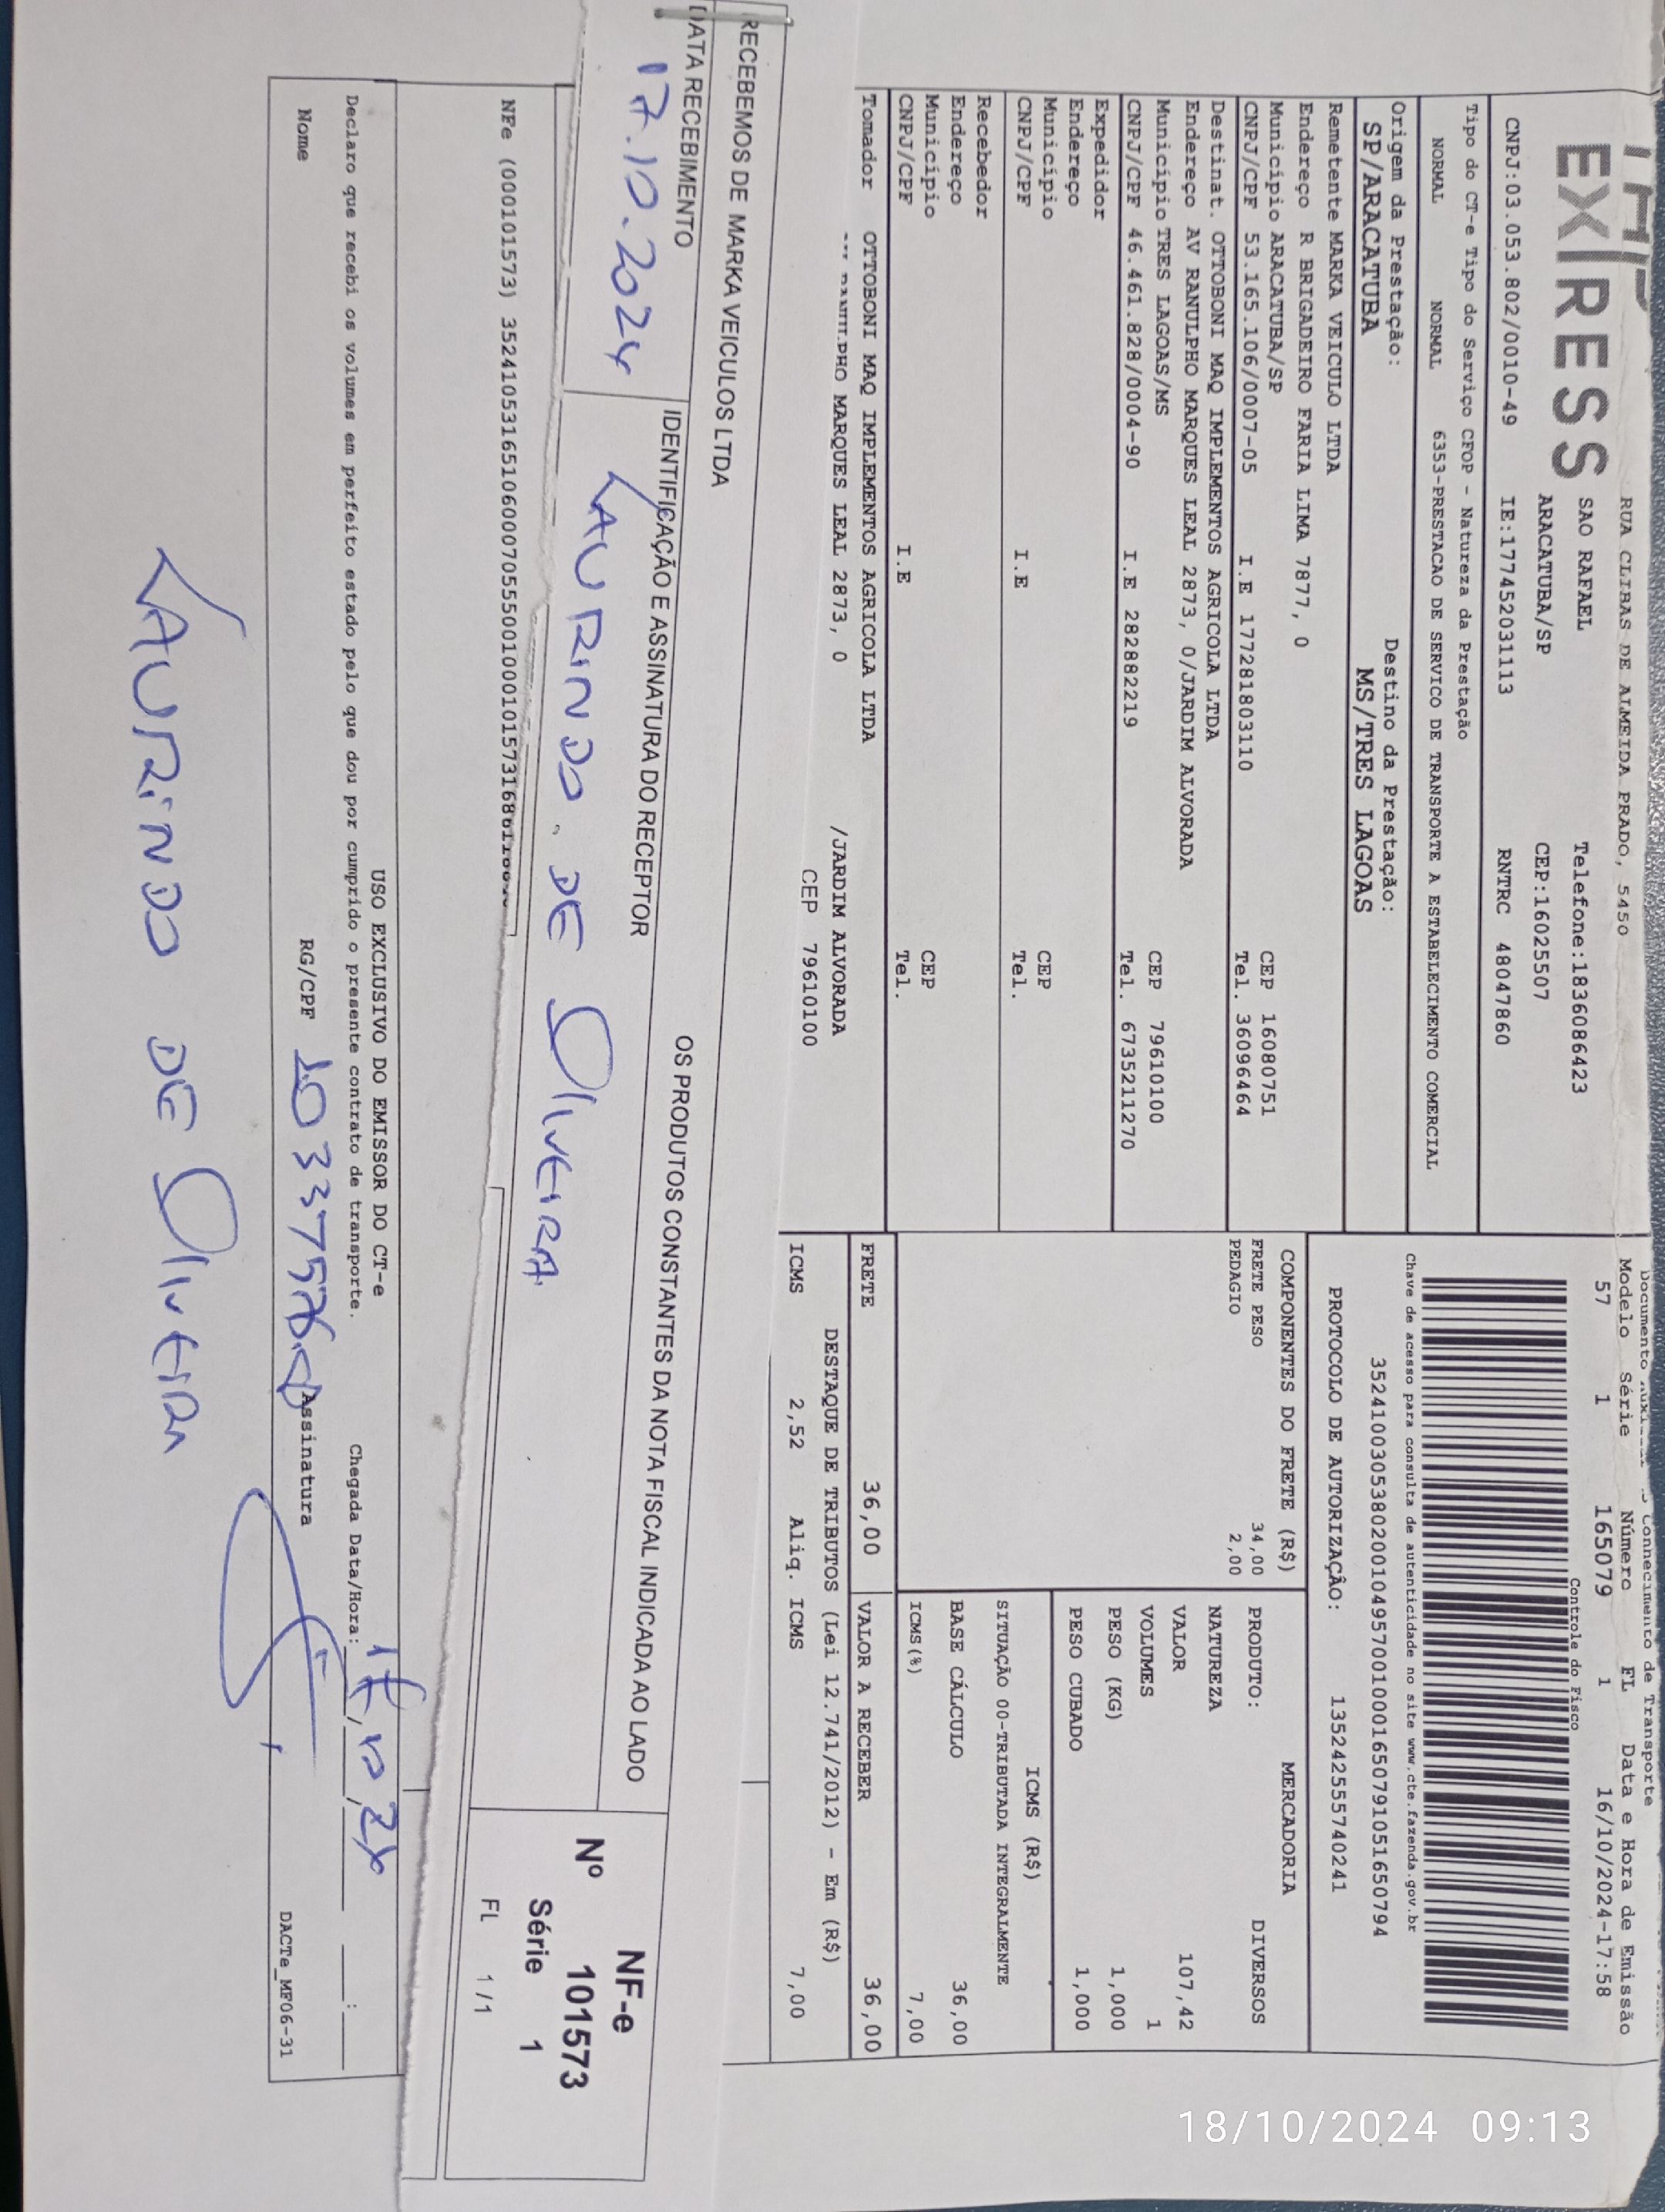 EXPRESS
RUA CLIBAS DE ALMEIDA PRADO, 5450
SAO RAFAEL Telefone:1836086423
ARACATUBA/SP CEP:16025507
CNPJ:03.053.802/0010-49 IE:177452031113 RNTRC 48047860
Tipo do CT-e Tipo do Serviço CFOP - Natureza da Prestação
NORMAL NORMAL 6353-PRESTACAO DE SERVICO DE TRANSPORTE A ESTABELECIMENTO COMERCIAL
Origem da Prestação: Destino da Prestação:
SP/ARACATUBA MS/TRES LAGOAS
Remetente MARKA VEICULO LTDA
Endereço R BRIGADEIRO FARIA LIMA 7877, 0
Município ARACATUBA/SP CEP 16080751
CNPJ/CPF 53.165.106/0007-05 I.E 177281803110 Tel. 36096464
Destinat. OTTOBONI MAQ IMPLEMENTOS AGRICOLA LTDA
Endereço AV RANULPHO MARQUES LEAL 2873, 0/JARDIM ALVORADA
Município TRES LAGOAS/MS CEP 79610100
CNPJ/CPF 46.461.828/0004-90 I.E 282882219 Tel. 6735211270
Expedidor
Endereço
Município CEP
CNPJ/CPF I.E Tel.
Recebedor
Endereço
Município CEP
CNPJ/CPF I.E Tel.
Tomador OTTOBONI MAQ IMPLEMENTOS AGRICOLA LTDA
RANULPHO MARQUES LEAL 2873, 0 /JARDIM ALVORADA
CEP 79610100
Documento de Transporte
Modelo Série Número FL Data e Hora de Emissão
57 1 165079 1 16/10/2024-17:58
Controle do Fisco
Chave de acesso para consulta de autenticidade no site www.cte.fazenda.gov.br
35241003053802001049570010001650791051650794
PROTOCOLO DE AUTORIZAÇÃO: 135242555740241
COMPONENTES DO FRETE (R$)
FRETE PESO 34,00
PEDAGIO 2,00
MERCADORIA
PRODUTO: DIVERSOS
NATUREZA
VALOR 107,42
VOLUMES 1
PESO (KG) 1,000
PESO CUBADO 1,000
ICMS (R$)
SITUAÇÃO 00-TRIBUTADA INTEGRALMENTE
BASE CÁLCULO 36,00
ICMS(%) 7,00
FRETE 36,00 VALOR A RECEBER 36,00
DESTAQUE DE TRIBUTOS (Lei 12.741/2012) - Em (R$)
ICMS 2,52 Aliq. ICMS 7,00
RECEBEMOS DE MARKA VEICULOS LTDA
OS PRODUTOS CONSTANTES DA NOTA FISCAL INDICADA AO LADO
DATA RECEBIMENTO IDENTIFICAÇÃO E ASSINATURA DO RECEPTOR
17.10.2024 LAURINDO. DE OLIVEIRA.
NF-e
Nº 101573
Série 1
FL 1/1
NFe (000101573)
USO EXCLUSIVO DO EMISSOR DO CT-e
Declaro que recebi os volumes em perfeito estado pelo que dou por cumprido o presente contrato de transporte. Chegada Data/Hora:
Nome RG/CPF Assinatura
DACTe_MF06-31
LAURINDO DE OLIVEIRA
18/10/2024 09:13